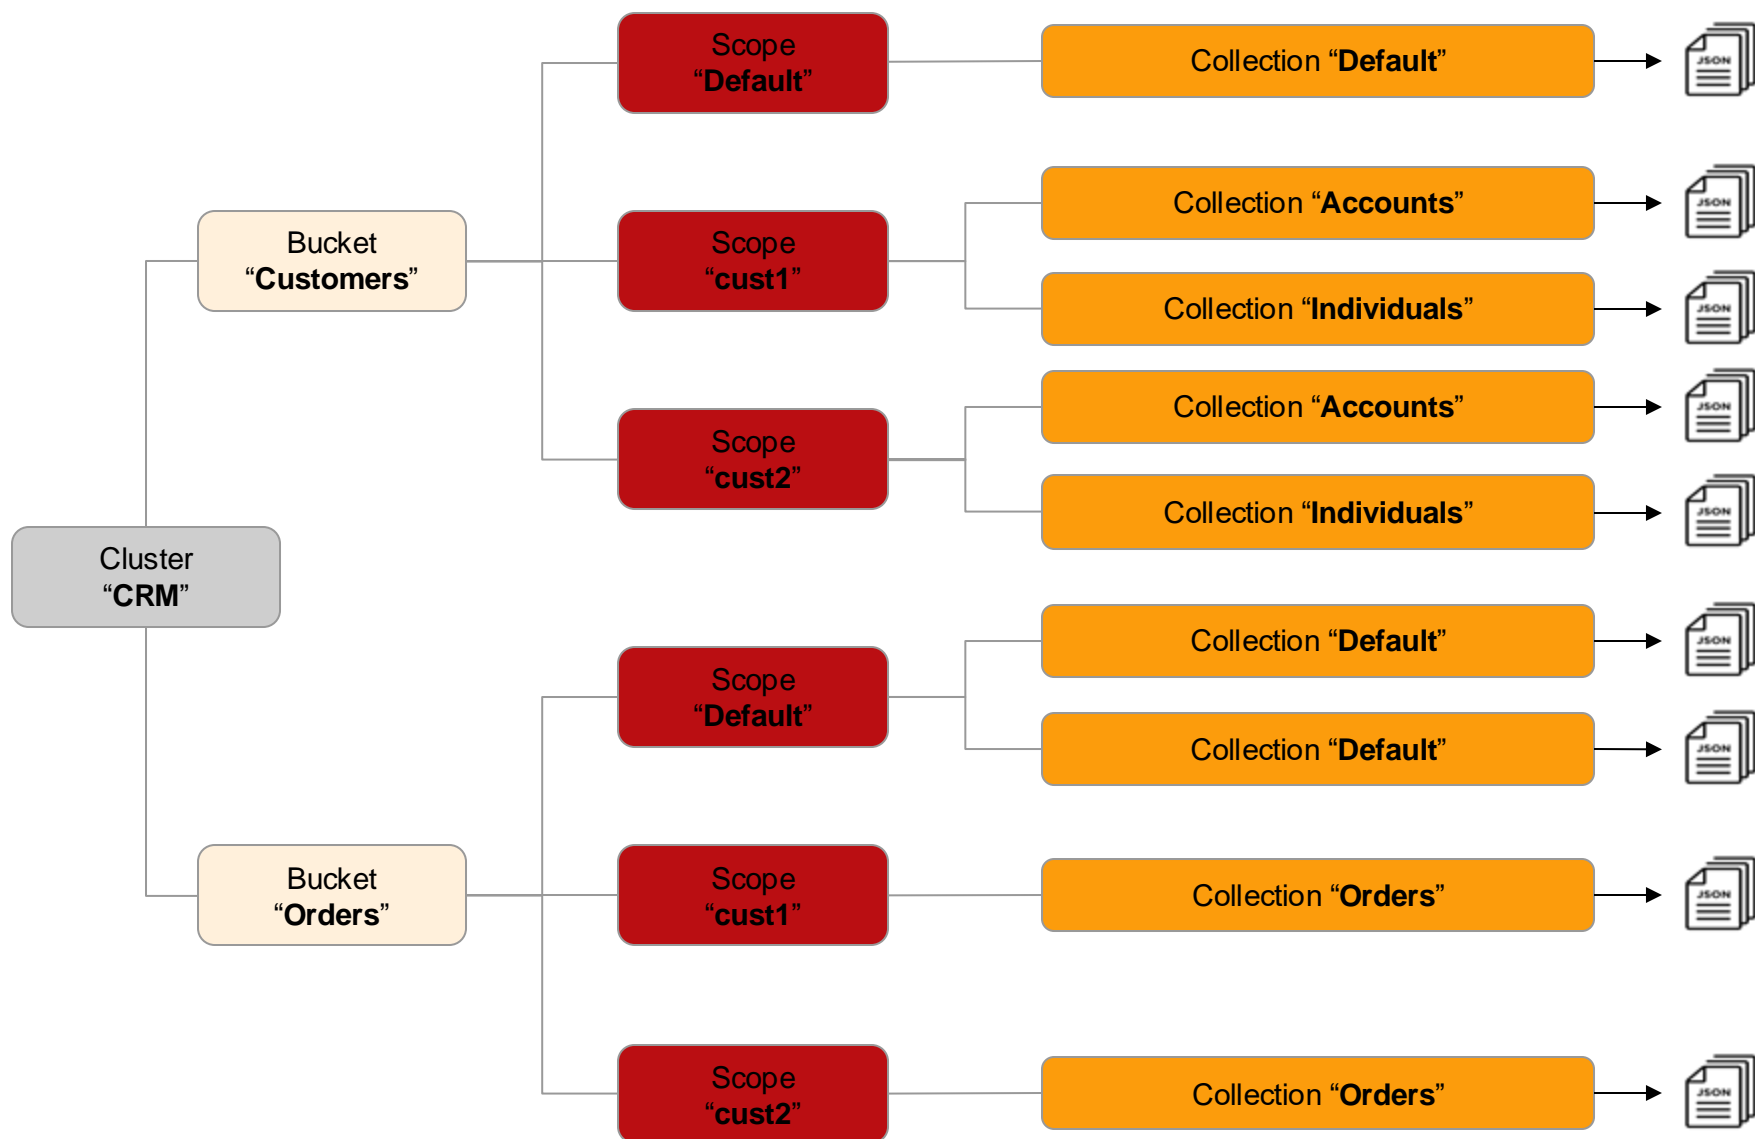 Scope
“Default”
Collection “Default”
JSON
Collection “Accounts”
JSON
Bucket
“Customers”
Scope
“cust1”
Collection “Individuals”
JSON
Collection “Accounts”
JSON
Scope
“cust2”
Collection “Individuals”
JSON
Cluster
“CRM”
Collection “Default”
JSON
Scope
“Default”
Collection “Default”
JSON
Bucket
“Orders”
Scope
“cust1”
Collection “Orders”
JSON
Scope
“cust2”
Collection “Orders”
JSON